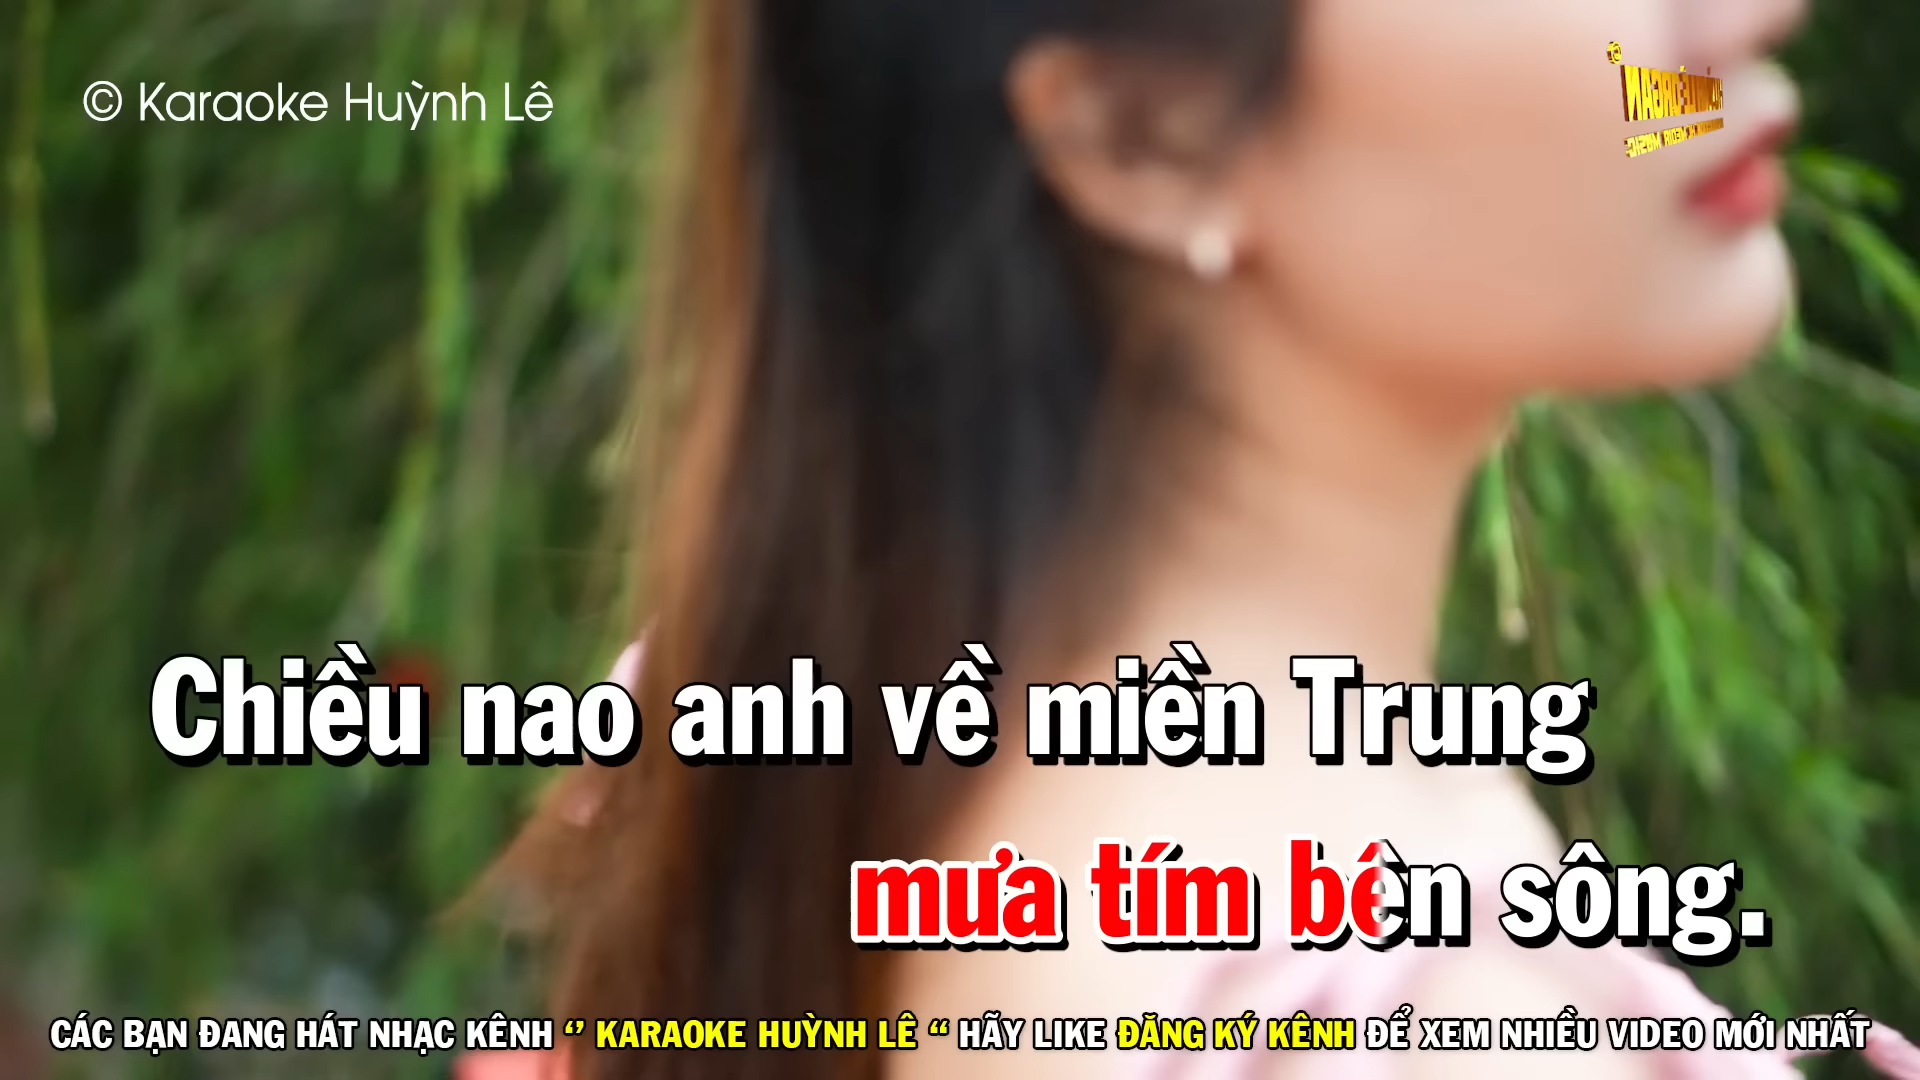 © Karaoke Huỳnh Lê
Chiều nao anh về miền Trung
mưa tím bên sông.
CÁC BẠN ĐANG HÁT NHẠC KÊNH ‘’ KARAOKE HUỲNH LÊ “ HÃY LIKE ĐĂNG KÝ KÊNH ĐỂ XEM NHIỀU VIDEO MỚI NHẤT